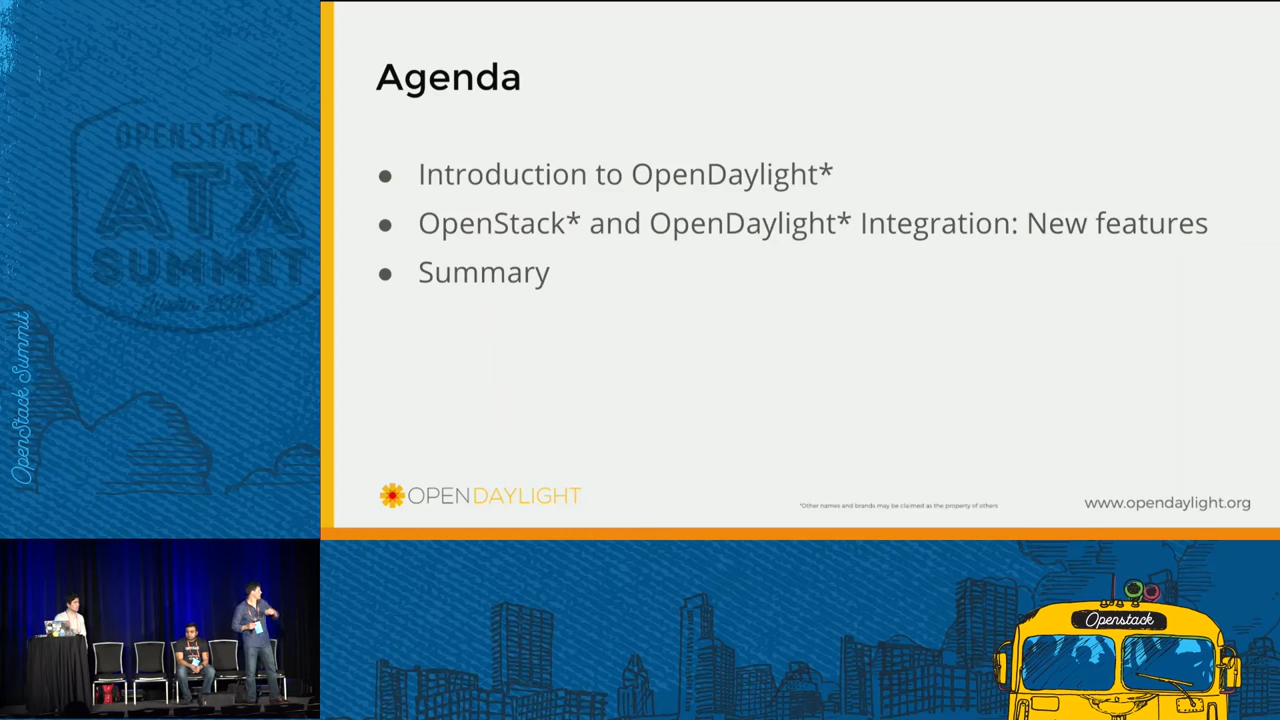 Agenda
● Introduction to OpenDaylight*
● OpenStack* and OpenDaylight* Integration: New features
● Summary
OPENDAYLIGHT
*Other names and brands may be claimed as the property of others
www.opendaylight.org
OPENSTACK
ATX
SUMMIT
Austin 2016
OpenStack Summit
Openstack